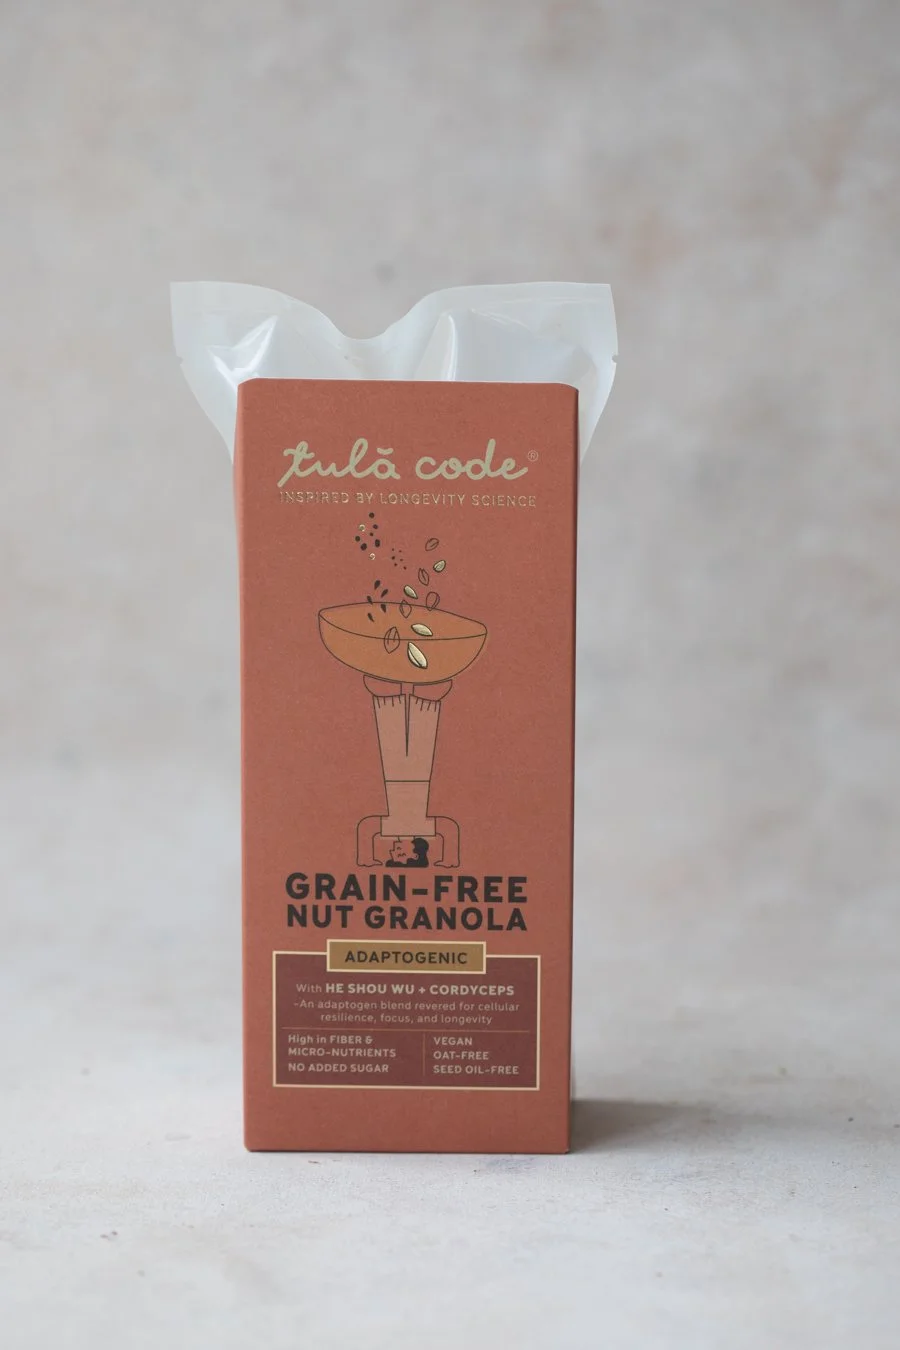 tulā code®
INSPIRED BY LONGEVITY SCIENCE
GRAIN-FREE
NUT GRANOLA
ADAPTOGENIC
With HE SHOU WU + CORDYCEPS
-An adaptogen blend revered for cellular
resilience, focus, and longevity
High in FIBER &
MICRO-NUTRIENTS
NO ADDED SUGAR
VEGAN
OAT-FREE
SEED OIL-FREE